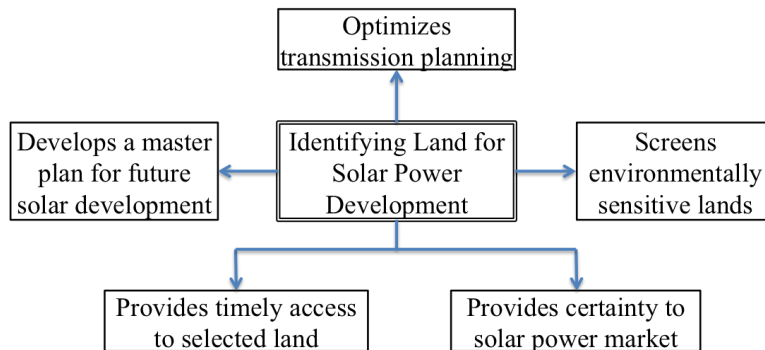 Optimizes
transmission planning
Develops a master
plan for future
solar development
Identifying Land for
Solar Power
Development
Screens
environmentally
sensitive lands
Provides timely access
to selected land
Provides certainty to
solar power market